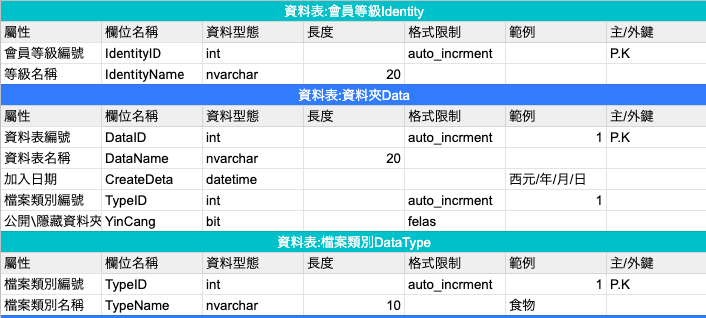 資料表:會員等級Identity
屬性 欄位名稱 資料型態 長度 格式限制 範例 主/外鍵
會員等級編號 IdentityID int auto_incrment P.K
等級名稱 IdentityName nvarchar 20
資料表:資料夾Data
屬性 欄位名稱 資料型態 長度 格式限制 範例 主/外鍵
資料表編號 DataID int auto_incrment 1 P.K
資料表名稱 DataName nvarchar 20
加入日期 CreateDeta datetime 西元/年/月/日
檔案類別編號 TypeID int auto_incrment 1
公開\隱藏資料夾 YinCang bit felas
資料表:檔案類別DataType
屬性 欄位名稱 資料型態 長度 格式限制 範例 主/外鍵
檔案類別編號 TypeID int auto_incrment 1 P.K
檔案類別名稱 TypeName nvarchar 10 食物